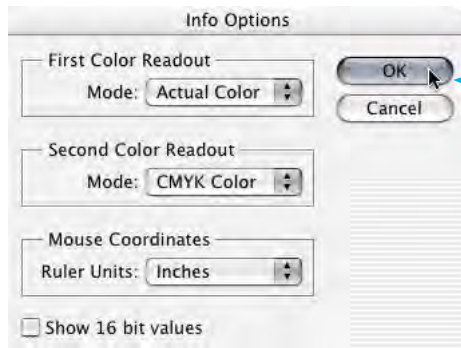 Info Options
First Color Readout
Mode: Actual Color
OK
Cancel
Second Color Readout
Mode: CMYK Color
Mouse Coordinates
Ruler Units: Inches
Show 16 bit values